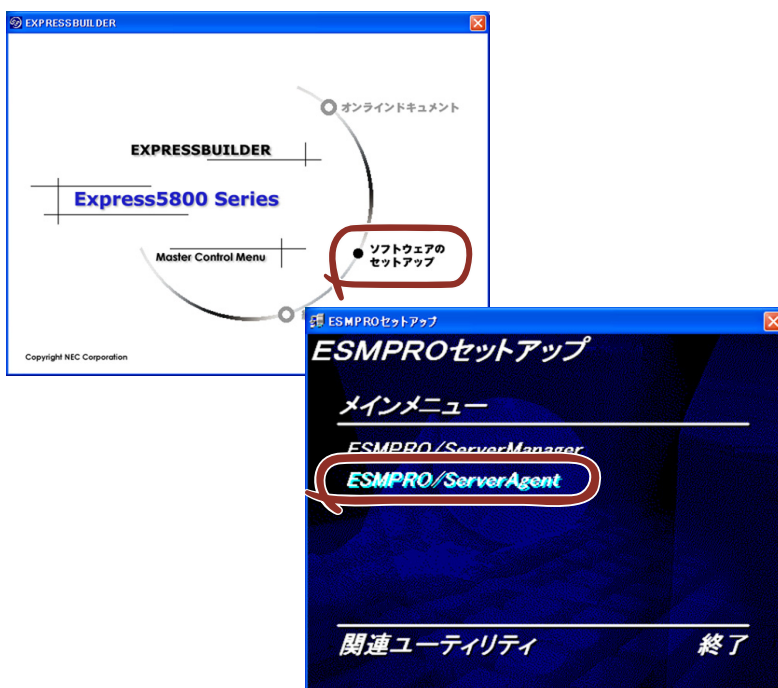 EXPRESSBUILDER
オンラインドキュメント
EXPRESSBUILDER
Express5800 Series
Master Control Menu
ソフトウェアの
セットアップ
Copyright NEC Corporation
ESMPROセットアップ
ESMPROセットアップ
メインメニュー
ESMPRO/ServerManager
ESMPRO/ServerAgent
関連ユーティリティ
終了